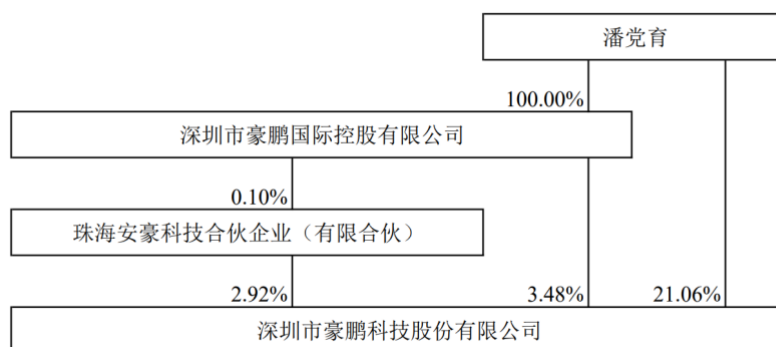 潘党育
100.00%
深圳市豪鹏国际控股有限公司
0.10%
珠海安豪科技合伙企业（有限合伙）
2.92%
3.48%
21.06%
深圳市豪鹏科技股份有限公司